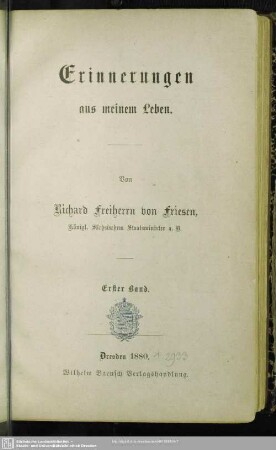 Erinnerungen
aus meinem Leben.
Von
Richard Freiherrn von Friesen,
Königl. Sächsischem Staatsminister a. D.
Erster Band.
Dresden 1880.
Wilhelm Baensch Verlagshandlung.